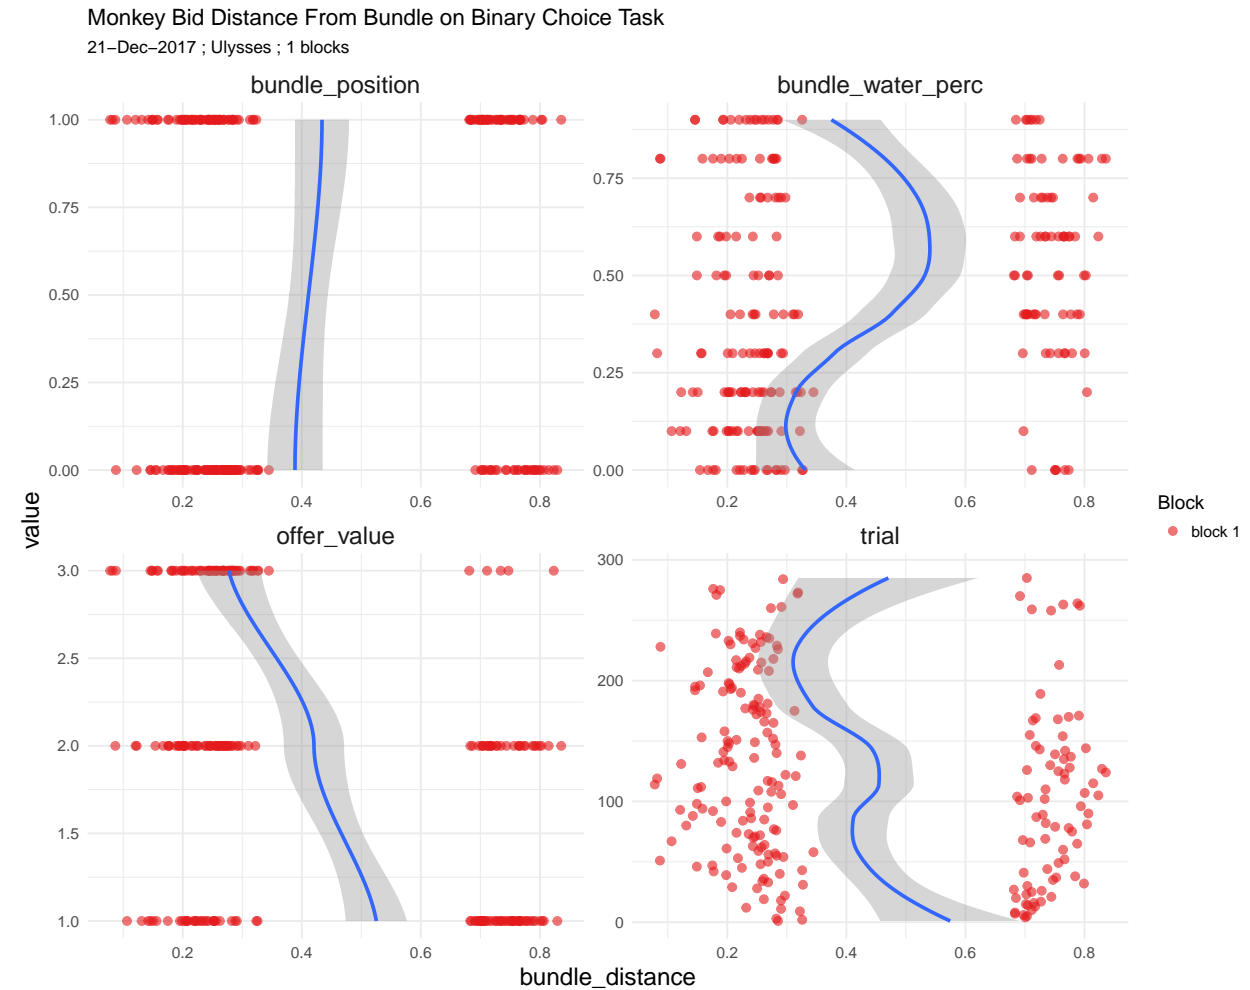 Monkey Bid Distance From Bundle on Binary Choice Task
21−Dec−2017 ; Ulysses ; 1 blocks
bundle_position
1.00
0.75
0.50
0.25
0.00
0.2 0.4 0.6 0.8
bundle_water_perc
0.75
0.50
0.25
0.00
0.2 0.4 0.6 0.8
offer_value
3.0
2.5
2.0
1.5
1.0
0.2 0.4 0.6 0.8
trial
300
200
100
0
0.2 0.4 0.6 0.8
value
bundle_distance
Block
block 1